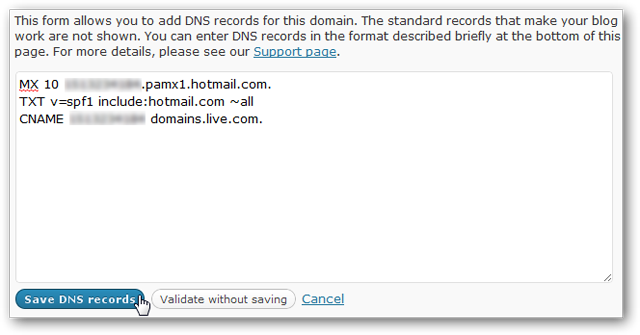 This form allows you to add DNS records for this domain. The standard records that make your blog
work are not shown. You can enter DNS records in the format described briefly at the bottom of this
page. For more details, please see our Support page.
MX 10 .pamx1.hotmail.com.
TXT v=spf1 include:hotmail.com ~all
CNAME domains.live.com.
Save DNS records Validate without saving Cancel